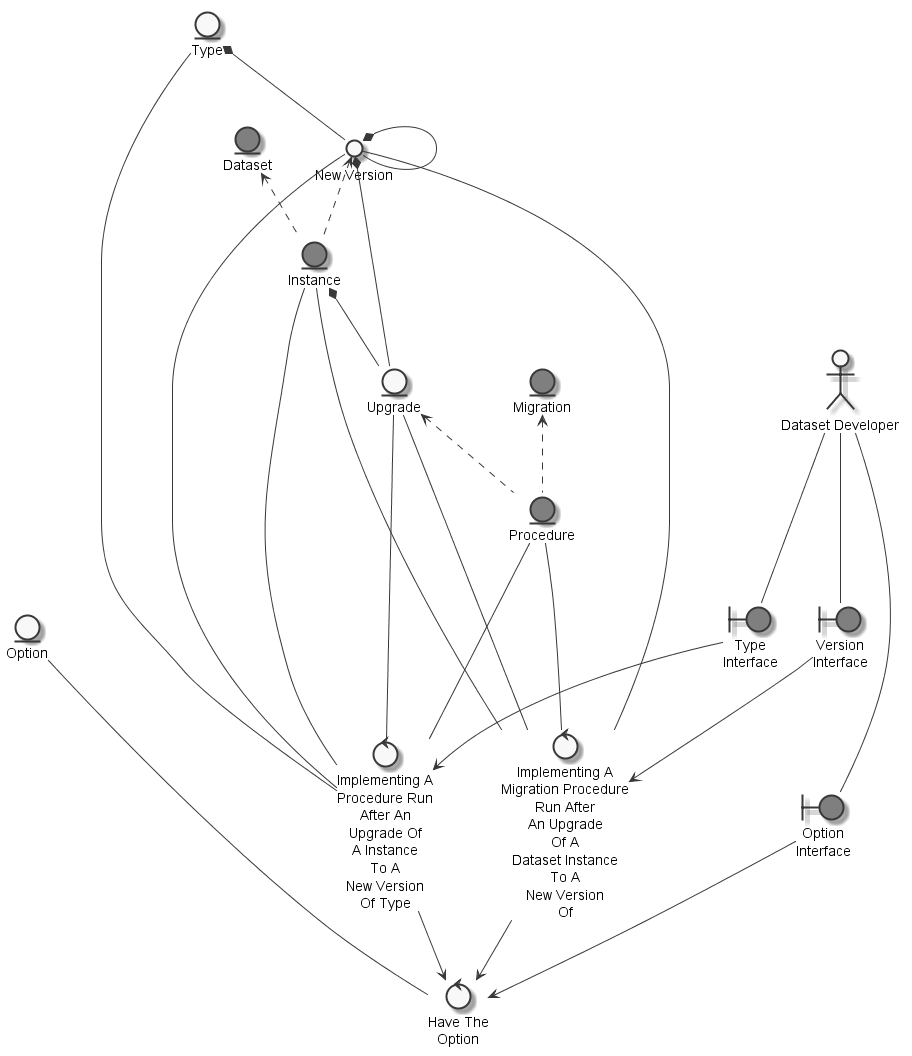 Type
Dataset
New Version
Instance
Upgrade
Migration
Dataset Developer
Procedure
Option
Type
Interface
Version
Interface
Implementing A
Procedure Run
After An
Upgrade Of
A Instance
To A
New Version
Of Type
Implementing A
Migration Procedure
Run After
An Upgrade
Of A
Dataset Instance
To A
New Version
Of
Option
Interface
Have The
Option